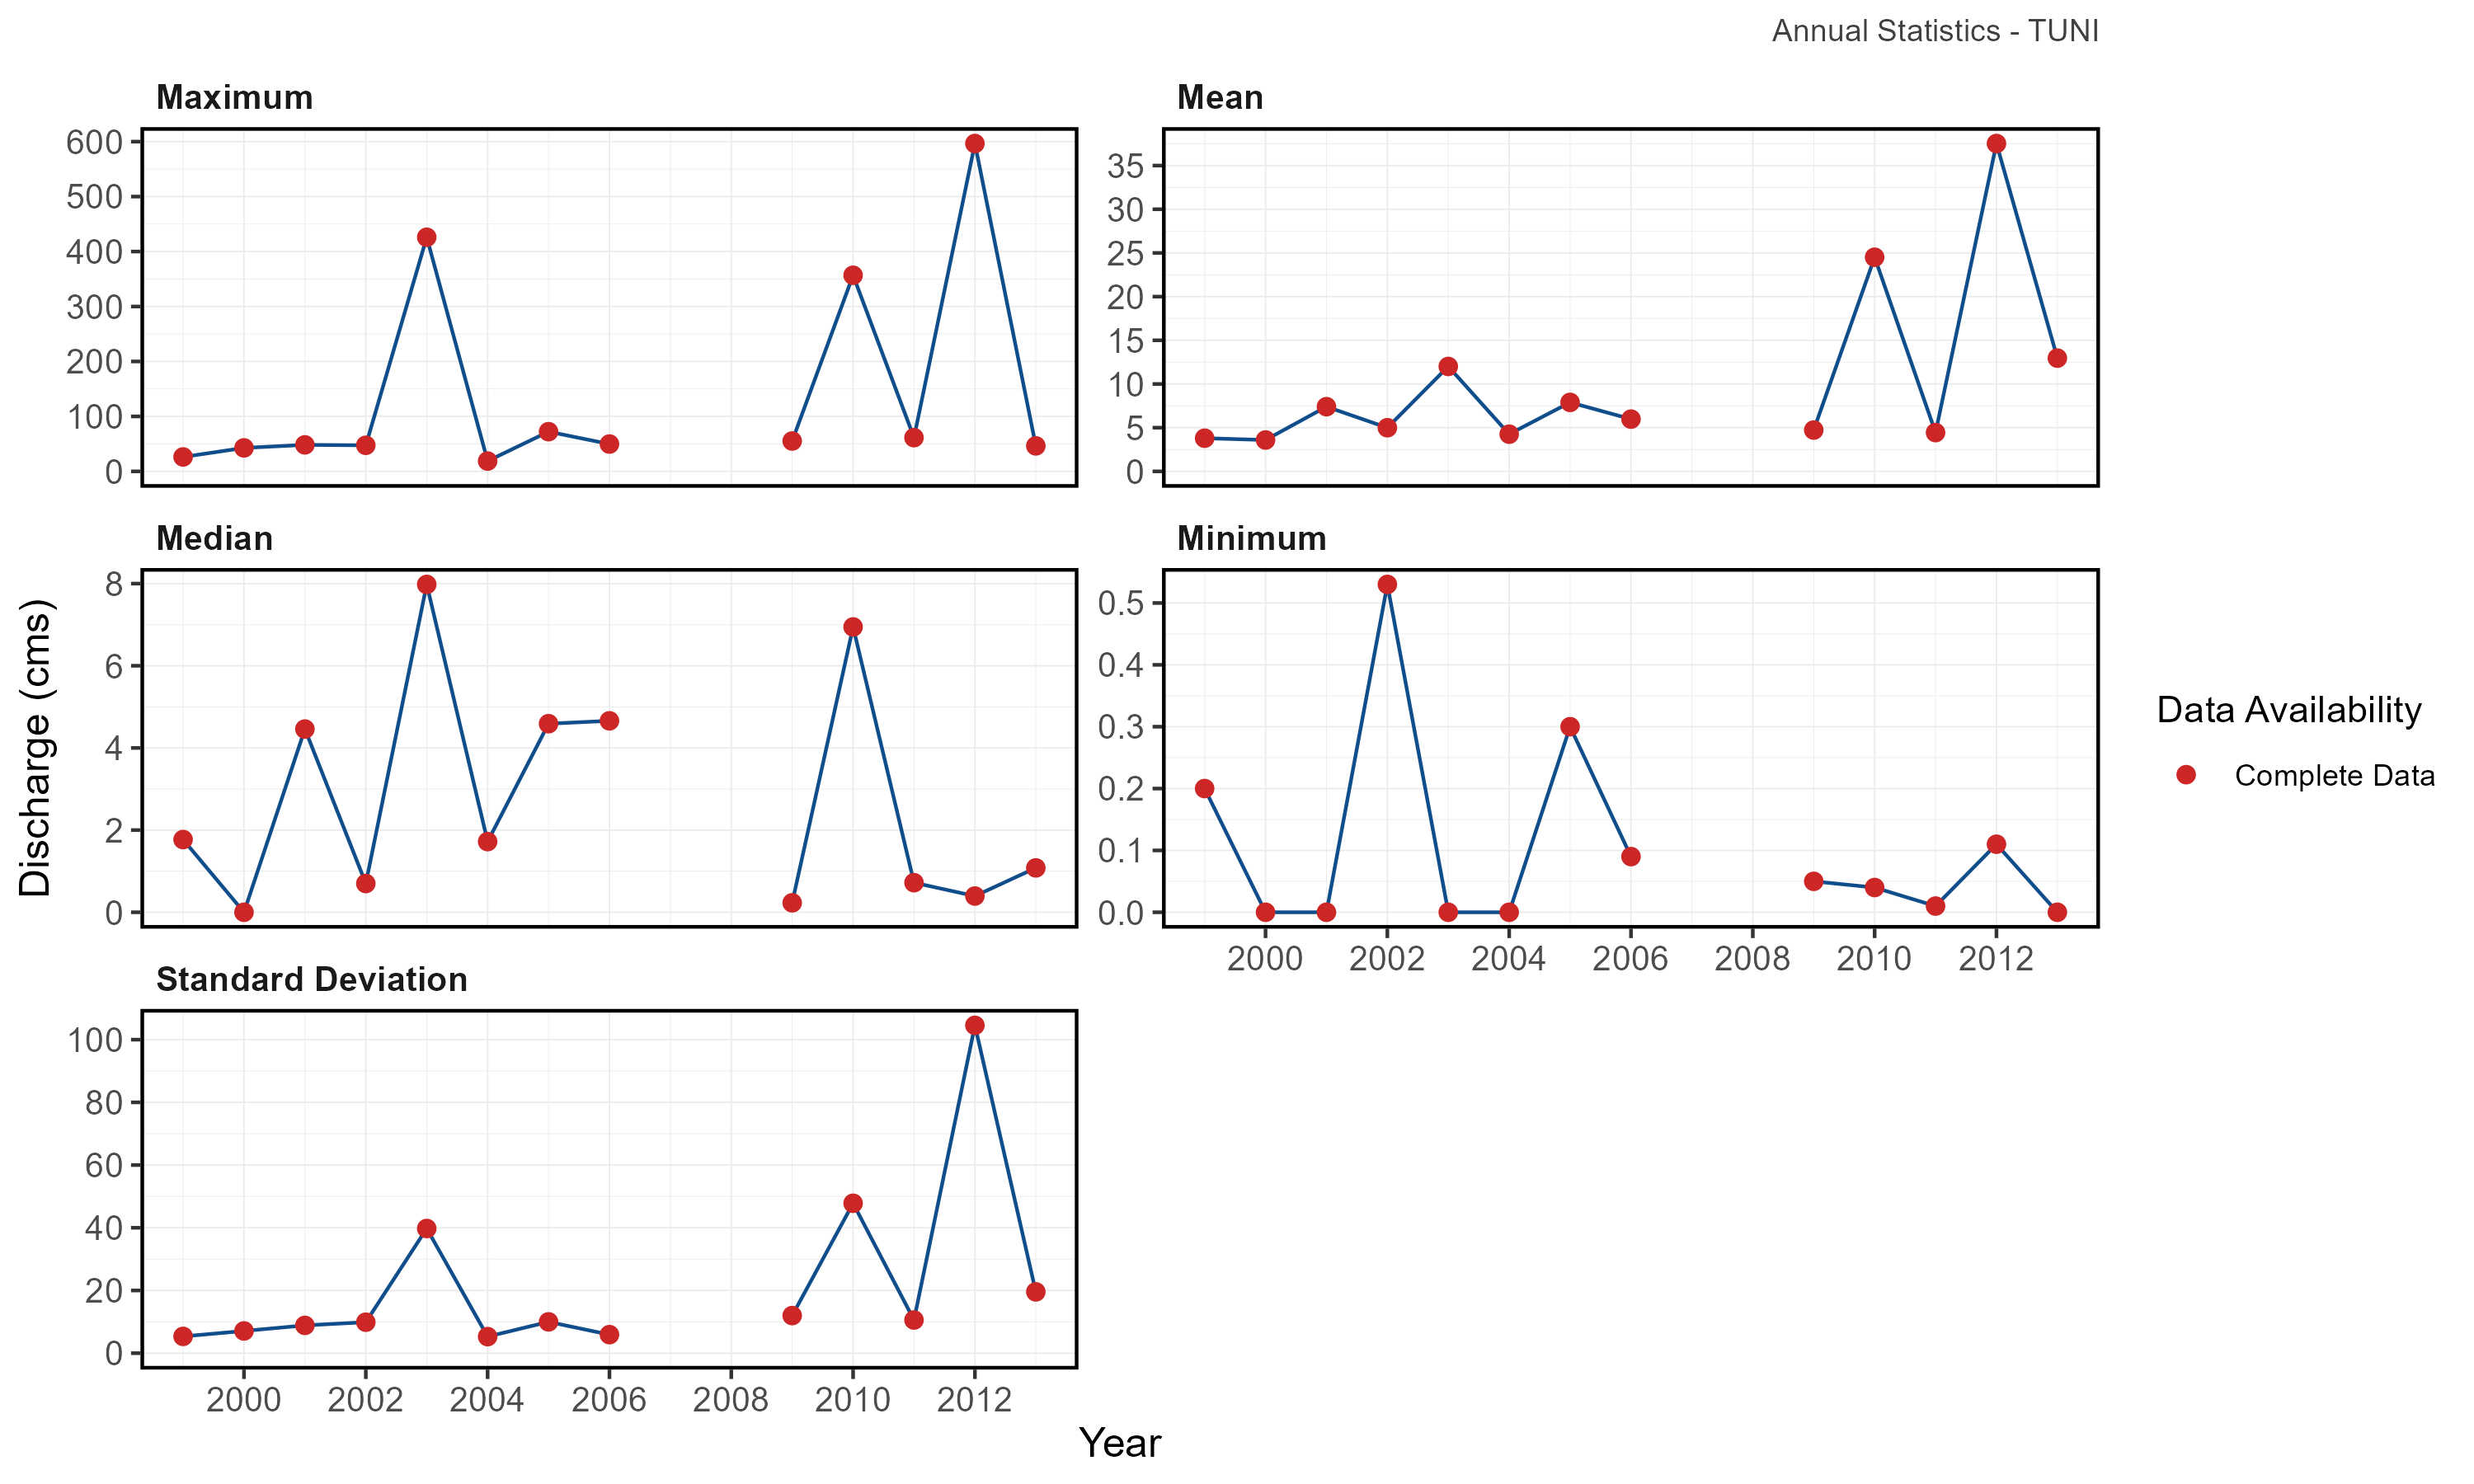 Annual Statistics - TUNI
Maximum
600
500
400
300
200
100
0
Mean
35
30
25
20
15
10
5
0
Discharge (cms)
Median
8
6
4
2
0
Minimum
0.5
0.4
0.3
0.2
0.1
0.0
2000 2002 2004 2006 2008 2010 2012
Data Availability
Complete Data
Standard Deviation
100
80
60
40
20
0
2000 2002 2004 2006 2008 2010 2012
Year